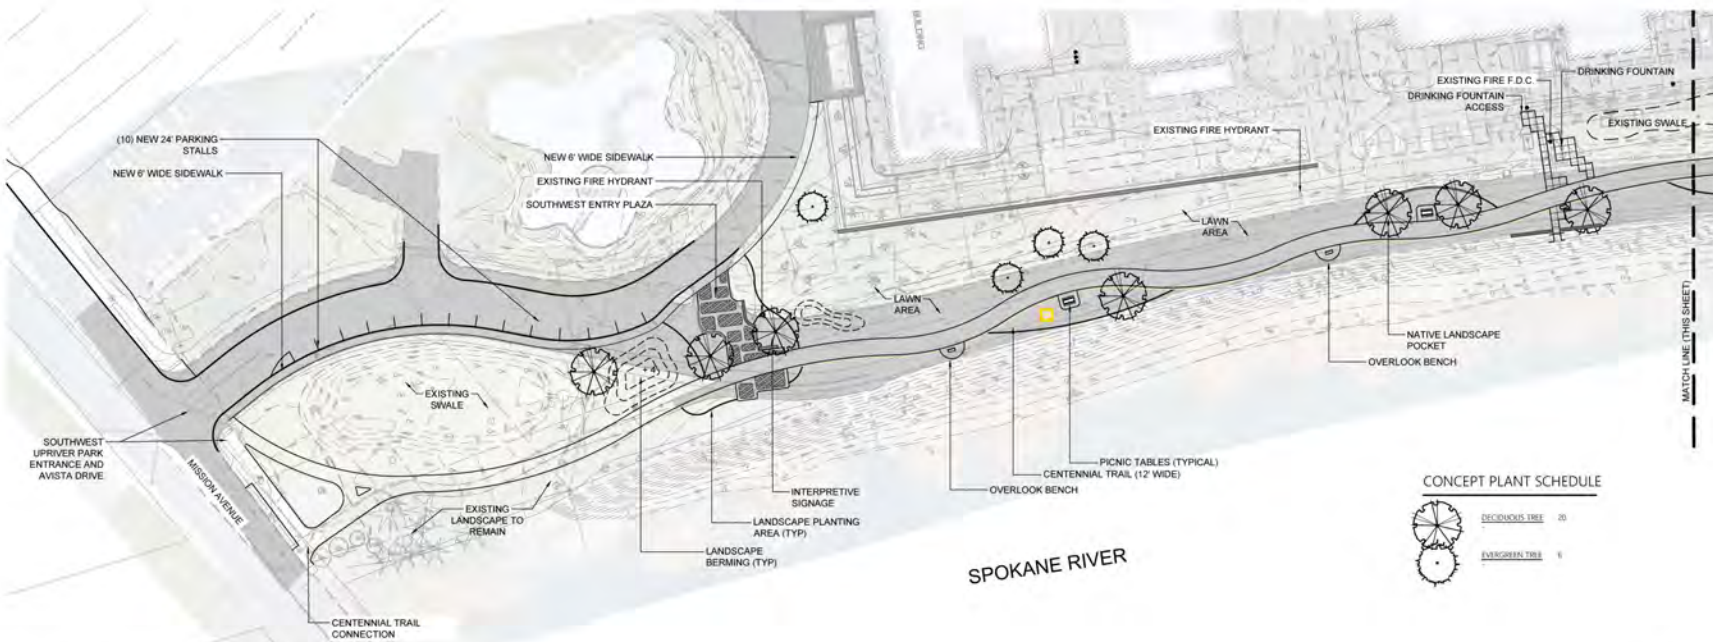 BUILDING
DRINKING FOUNTAIN
EXISTING FIRE F.D.C.
DRINKING FOUNTAIN
ACCESS
EXISTING SWALE
EXISTING FIRE HYDRANT
(10) NEW 24' PARKING
STALLS
NEW 6' WIDE SIDEWALK
NEW 6' WIDE SIDEWALK
EXISTING FIRE HYDRANT
SOUTHWEST ENTRY PLAZA
LAWN
AREA
LAWN
AREA
NATIVE LANDSCAPE
POCKET
OVERLOOK BENCH
MATCH LINE (THIS SHEET)
EXISTING
SWALE
SOUTHWEST
UPRIVER PARK
ENTRANCE AND
AVISTA DRIVE
MISSION AVENUE
PICNIC TABLES (TYPICAL)
CENTENNIAL TRAIL (12' WIDE)
OVERLOOK BENCH
INTERPRETIVE
SIGNAGE
EXISTING
LANDSCAPE TO
REMAIN
LANDSCAPE PLANTING
AREA (TYP)
LANDSCAPE
BERMING (TYP)
CENTENNIAL TRAIL
CONNECTION
SPOKANE RIVER
CONCEPT PLANT SCHEDULE
DECIDUOUS TREE 20
EVERGREEN TREE 6